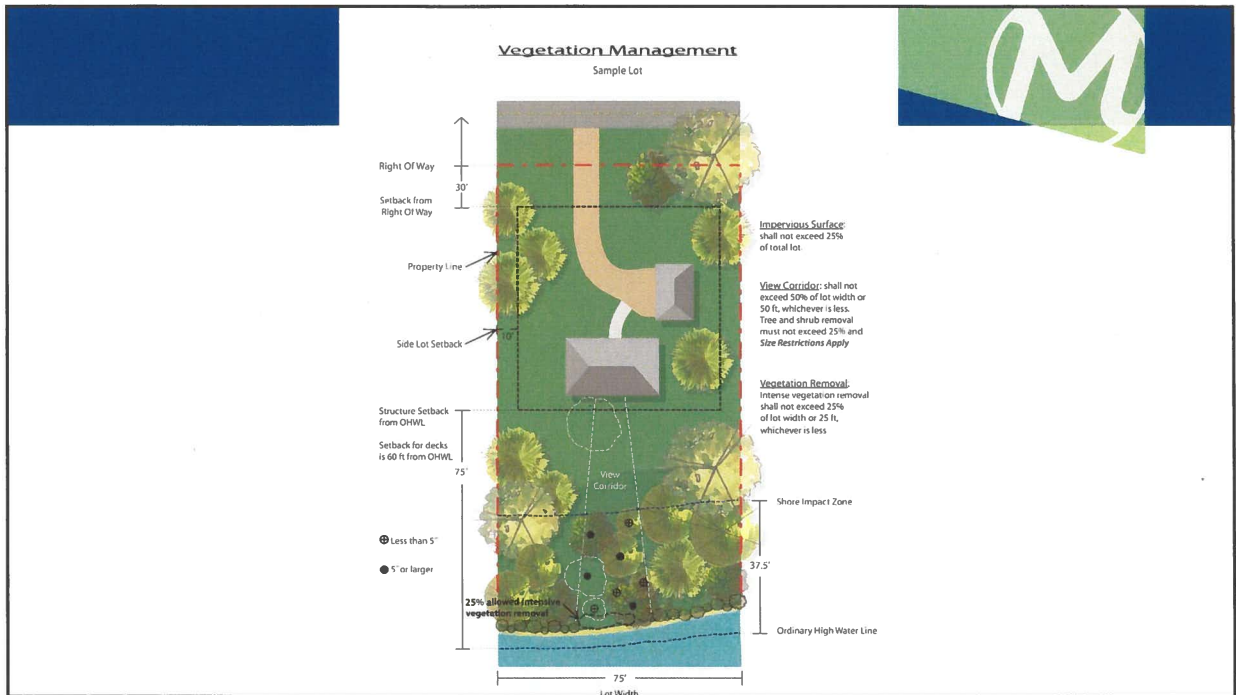 Vegetation Management
Sample Lot
M
Right Of Way
30'
Setback from
Right Of Way
Property Line
10'
Side Lot Setback
Structure Setback
from OHWL
Setback for decks
is 60 ft from OHWL
75'
Less than 5"
5" or larger
25% allowed intensive
vegetation removal
View
Corridor
Impervious Surface:
shall not exceed 25%
of total lot.
View Corridor: shall not
exceed 50% of lot width or
50 ft, whichever is less.
Tree and shrub removal
must not exceed 25% and
Size Restrictions Apply
Vegetation Removal:
Intense vegetation removal
shall not exceed 25%
of lot width or 25 ft,
whichever is less
Shore Impact Zone
37.5'
Ordinary High Water Line
75'
Lot Width